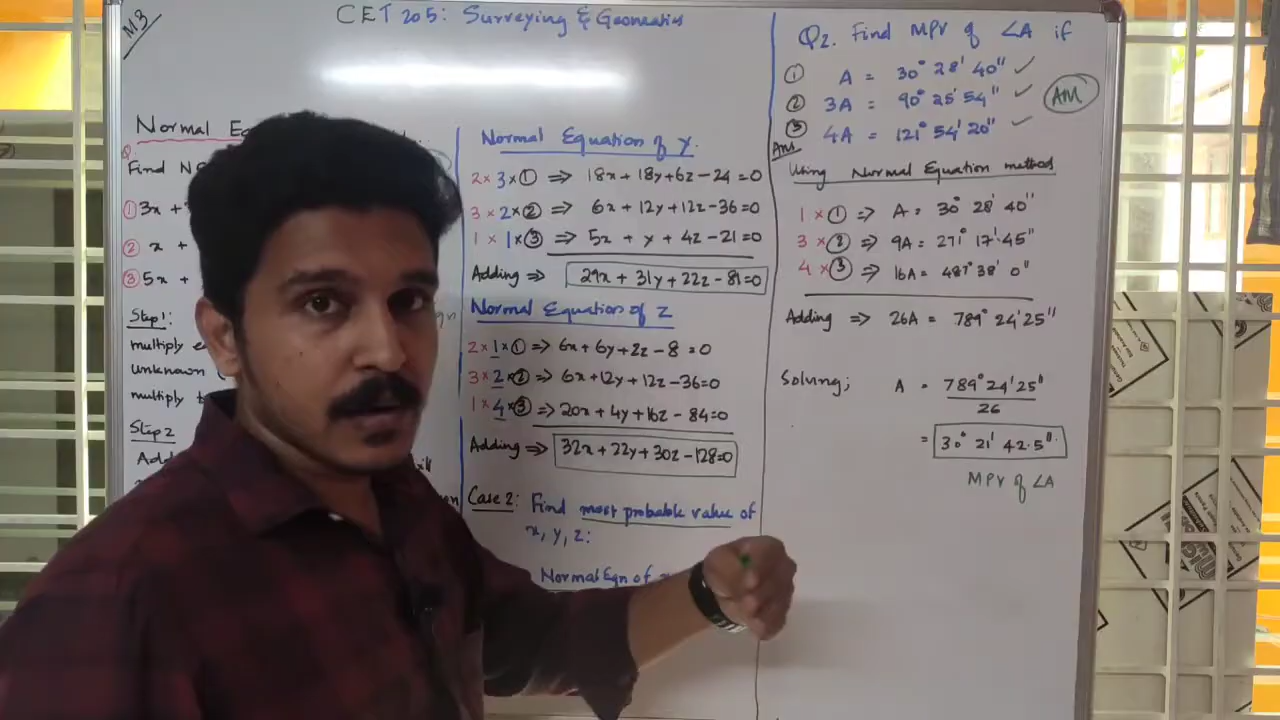 M3
CET 205: Surveying & Geomatics
Normal Eq
Find N
① 3x +
② x +
③ 5x +
Step 1:
multiply e
unknown
multiply
Step 2
Add
Normal Equation of y.
2 × 3 × ① ⇒ 18x + 18y + 6z - 24 = 0
3 × 2 × ② ⇒ 6x + 12y + 12z - 36 = 0
1 × 1 × ③ ⇒ 5x + y + 4z - 21 = 0
Adding ⇒ 29x + 31y + 22z - 81 = 0
Normal Equation of z
2 × 1 × ① ⇒ 6x + 6y + 2z - 8 = 0
3 × 2 × ② ⇒ 6x + 12y + 12z - 36 = 0
1 × 4 × ③ ⇒ 20x + 4y + 16z - 84 = 0
Adding ⇒ 32x + 22y + 30z - 128 = 0
Case 2: Find most probable value of
x, y, z:
Normal Eqn of
Q2. Find MPV of ∠A if
① A = 30° 28' 40" ✓
② 3A = 90° 25' 54" ✓
③ 4A = 121° 54' 20" ✓
AM
Ans
Using Normal Equation method
1 × ① ⇒ A = 30° 28' 40"
3 × ② ⇒ 9A = 271° 17' 45"
4 × ③ ⇒ 16A = 487° 38' 0"
Adding ⇒ 26A = 789° 24' 25"
Solving; A = 789° 24' 25"
26
= 30° 21' 42.5"
MPV of ∠A